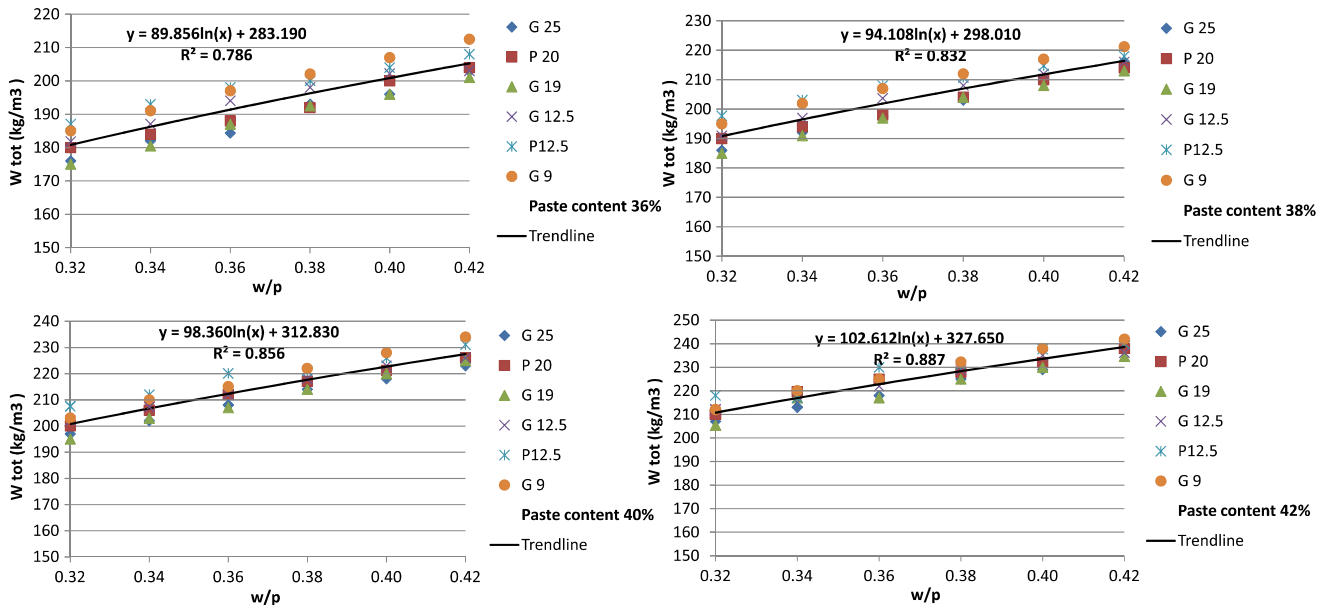 y = 89.856ln(x) + 283.190
R² = 0.786
W tot (kg/m3)
220
210
200
190
180
170
160
150
0.32 0.34 0.36 0.38 0.40 0.42
w/p
G 25
P 20
G 19
G 12.5
P12.5
G 9
Paste content 36%
Trendline
y = 94.108ln(x) + 298.010
R² = 0.832
W tot (kg/m3)
230
220
210
200
190
180
170
160
150
0.32 0.34 0.36 0.38 0.40 0.42
w/p
G 25
P 20
G 19
G 12.5
P12.5
G 9
Paste content 38%
Trendline
y = 98.360ln(x) + 312.830
R² = 0.856
W tot (kg/m3 )
240
230
220
210
200
190
180
170
160
150
0.32 0.34 0.36 0.38 0.40 0.42
w/p
G 25
P 20
G 19
G 12.5
P12.5
G 9
Paste content 40%
Trendline
y = 102.612ln(x) + 327.650
R² = 0.887
W tot (kg/m3 )
250
240
230
220
210
200
190
180
170
160
150
0.32 0.34 0.36 0.38 0.40 0.42
w/p
G 25
P 20
G 19
G 12.5
P12.5
G 9
Paste content 42%
Trendline